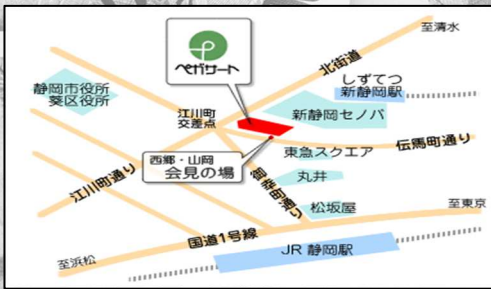 至清水
北街道
ペガサート
しずてつ
新静岡駅
静岡市役所
葵区役所
江川町
交差点
新静岡セノバ
伝馬町通り
東急スクエア
西郷・山岡
会見の場
丸井
江川町通り
御幸町通り
松坂屋
至東京
国道1号線
JR 静岡駅
至浜松